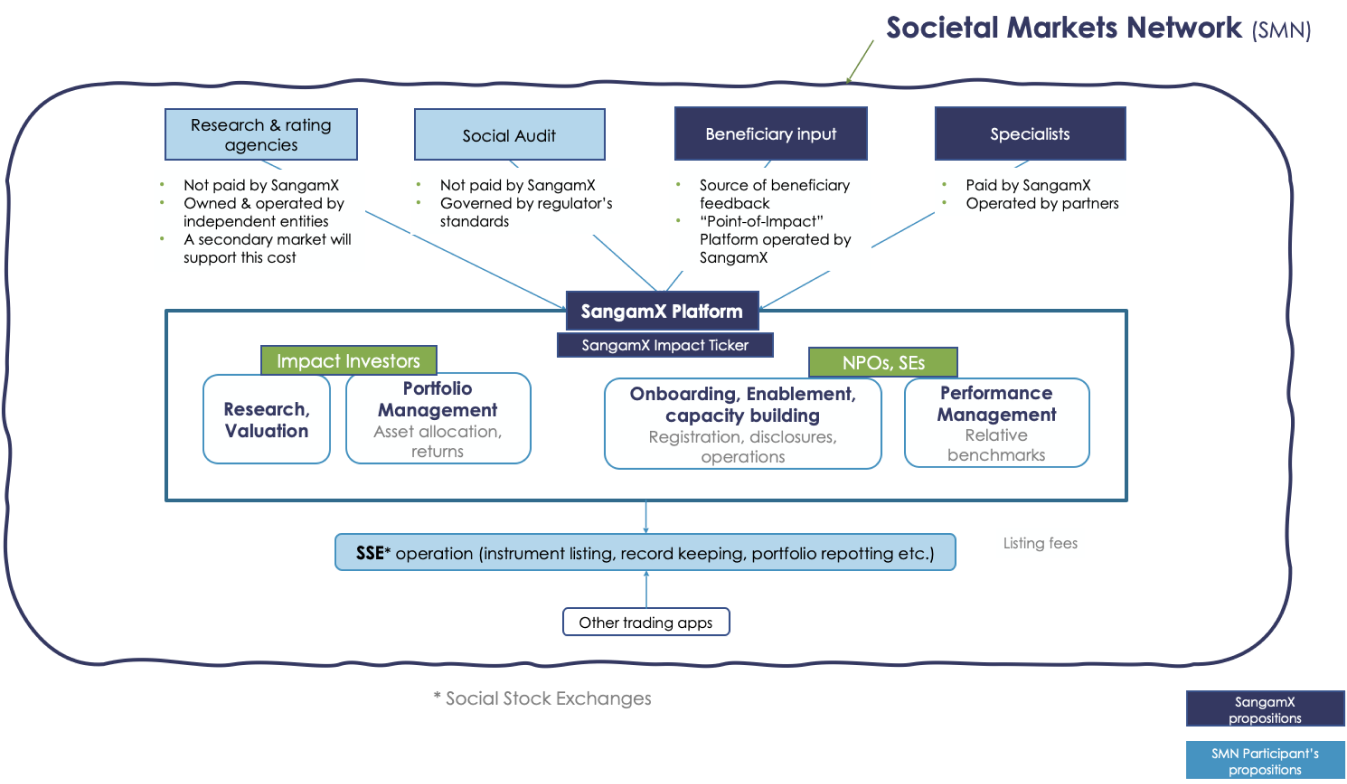 Societal Markets Network (SMN)
Research & rating
agencies
• Not paid by SangamX
• Owned & operated by
independent entities
• A secondary market will
support this cost
Social Audit
• Not paid by SangamX
• Governed by regulator's
standards
Beneficiary input
• Source of beneficiary
feedback
• “Point-of-Impact”
Platform operated by
SangamX
Specialists
• Paid by SangamX
• Operated by partners
SangamX Platform
SangamX Impact Ticker
Impact Investors
Research,
Valuation
Portfolio
Management
Asset allocation,
returns
NPOs, SEs
Onboarding, Enablement,
capacity building
Registration, disclosures,
operations
Performance
Management
Relative
benchmarks
SSE* operation (instrument listing, record keeping, portfolio repotting etc.)
Listing fees
Other trading apps
* Social Stock Exchanges
SangamX
propositions
SMN Participant's
propositions